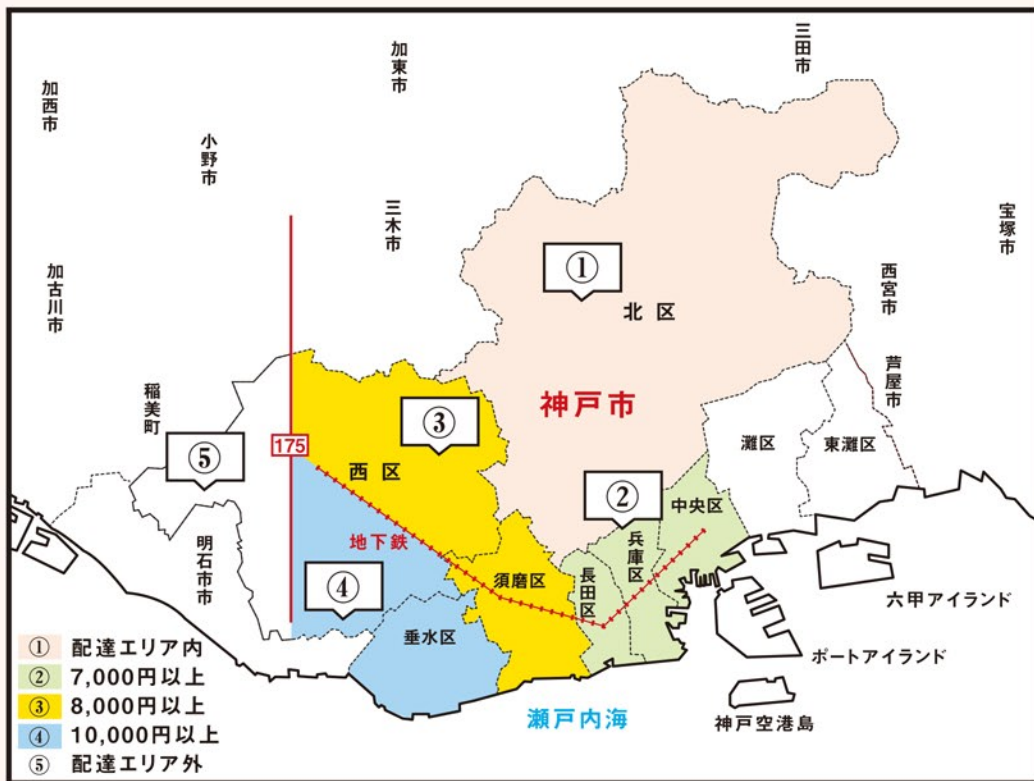 三田市
加東市
加西市
小野市
三木市
宝塚市
西宮市
加古川市
①
北区
芦屋市
稲美町
神戸市
③
175
⑤
西区
灘区
東灘区
②
中央区
地下鉄
兵庫区
明石市市
④
須磨区
長田区
六甲アイランド
垂水区
ポートアイランド
瀬戸内海
神戸空港島
① 配達エリア内
② 7,000円以上
③ 8,000円以上
④ 10,000円以上
⑤ 配達エリア外